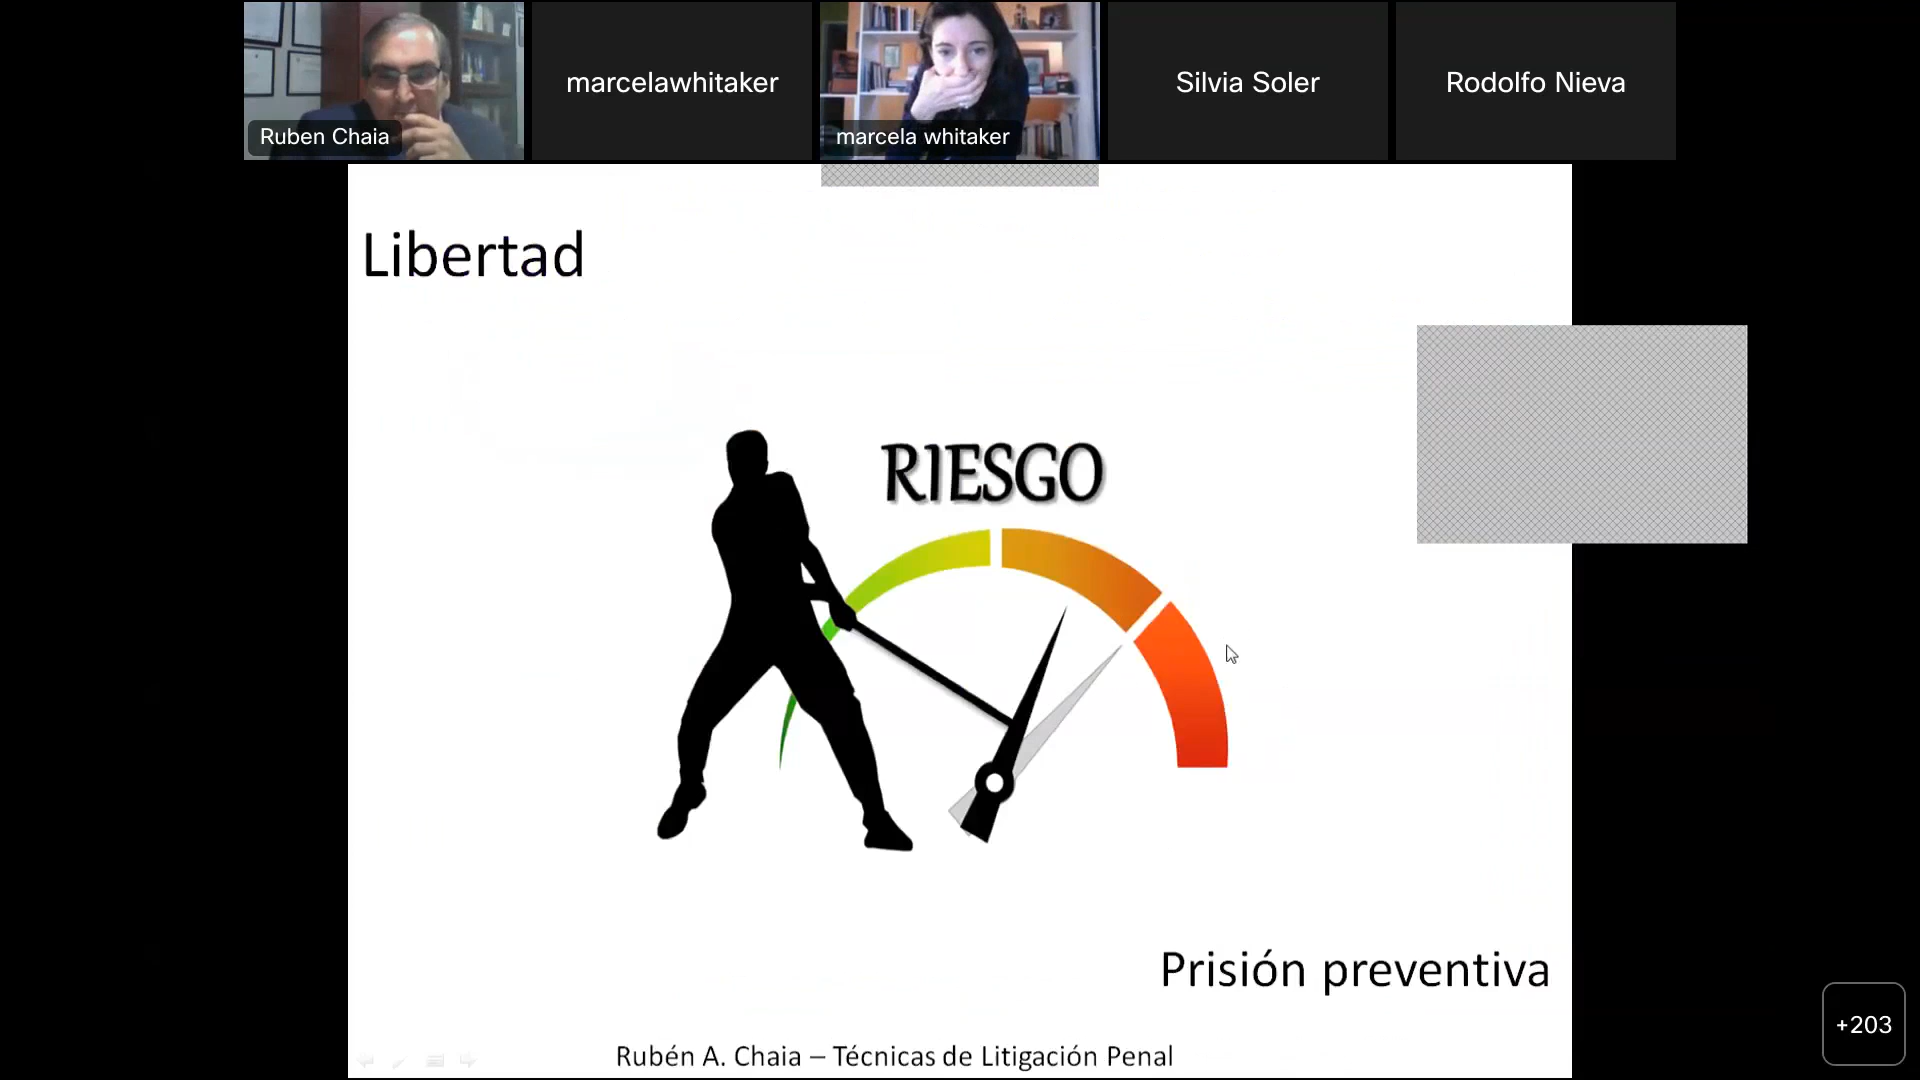 Ruben Chaia
marcelawhitaker
marcela whitaker
Silvia Soler
Rodolfo Nieva
Libertad
RIESGO
Prisión preventiva
Rubén A. Chaia – Técnicas de Litigación Penal
+203